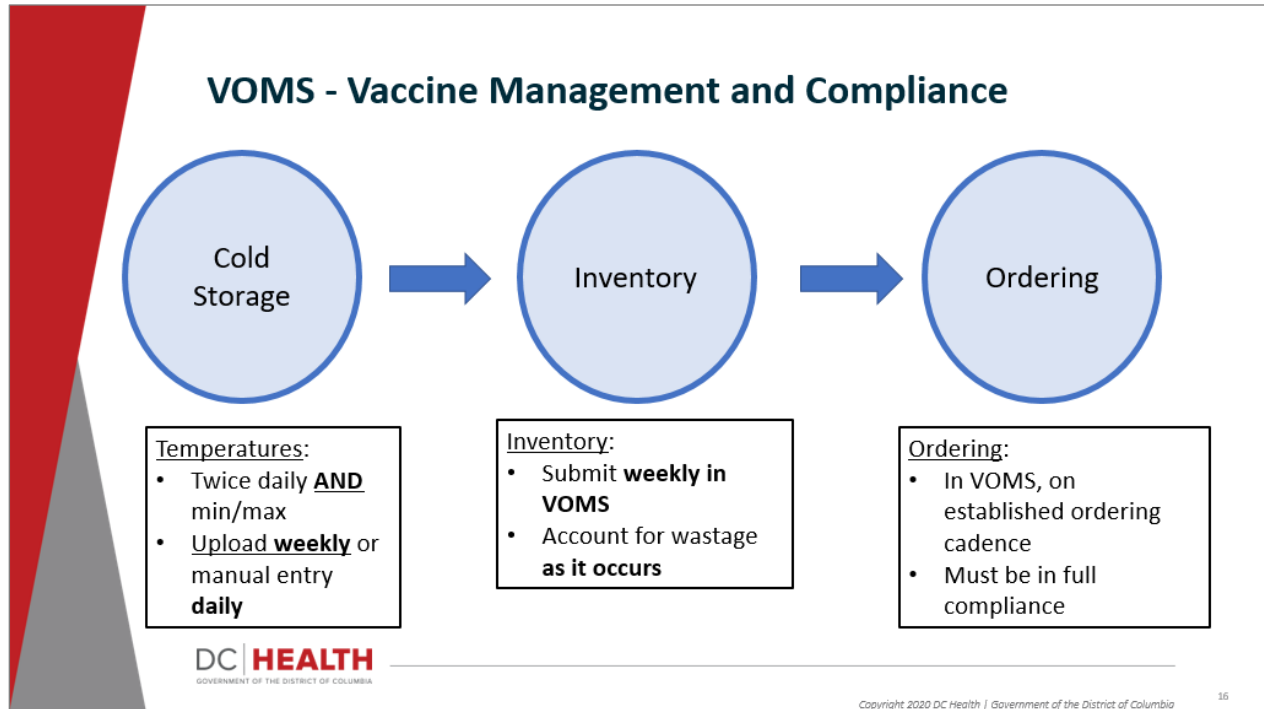 VOMS - Vaccine Management and Compliance
Cold
Storage
Inventory
Ordering
Temperatures:
• Twice daily AND
min/max
• Upload weekly or
manual entry
daily
Inventory:
• Submit weekly in
VOMS
• Account for wastage
as it occurs
Ordering:
• In VOMS, on
established ordering
cadence
• Must be in full
compliance
DC HEALTH
GOVERNMENT OF THE DISTRICT OF COLUMBIA
Copyright 2020 DC Health | Government of the District of Columbia
16